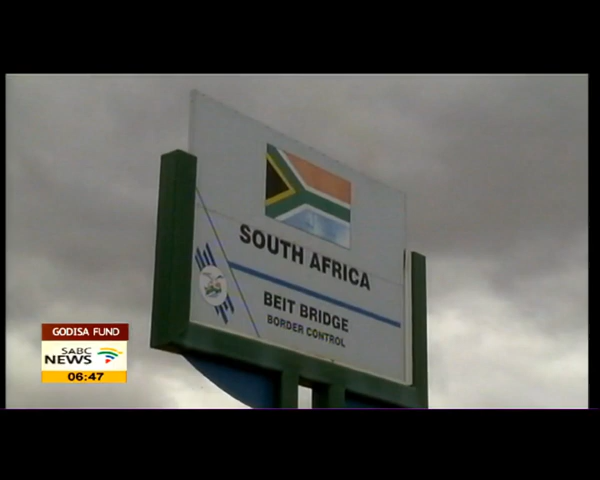 SOUTH AFRICA
BEIT BRIDGE
BORDER CONTROL
GODISA FUND
SABC
NEWS
06:47